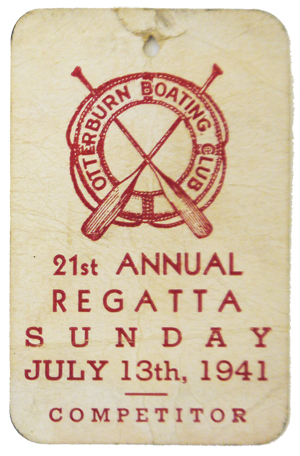 OTTERBURN BOATING CLUB
21st ANNUAL
REGATTA
SUNDAY
JULY 13th, 1941
COMPETITOR